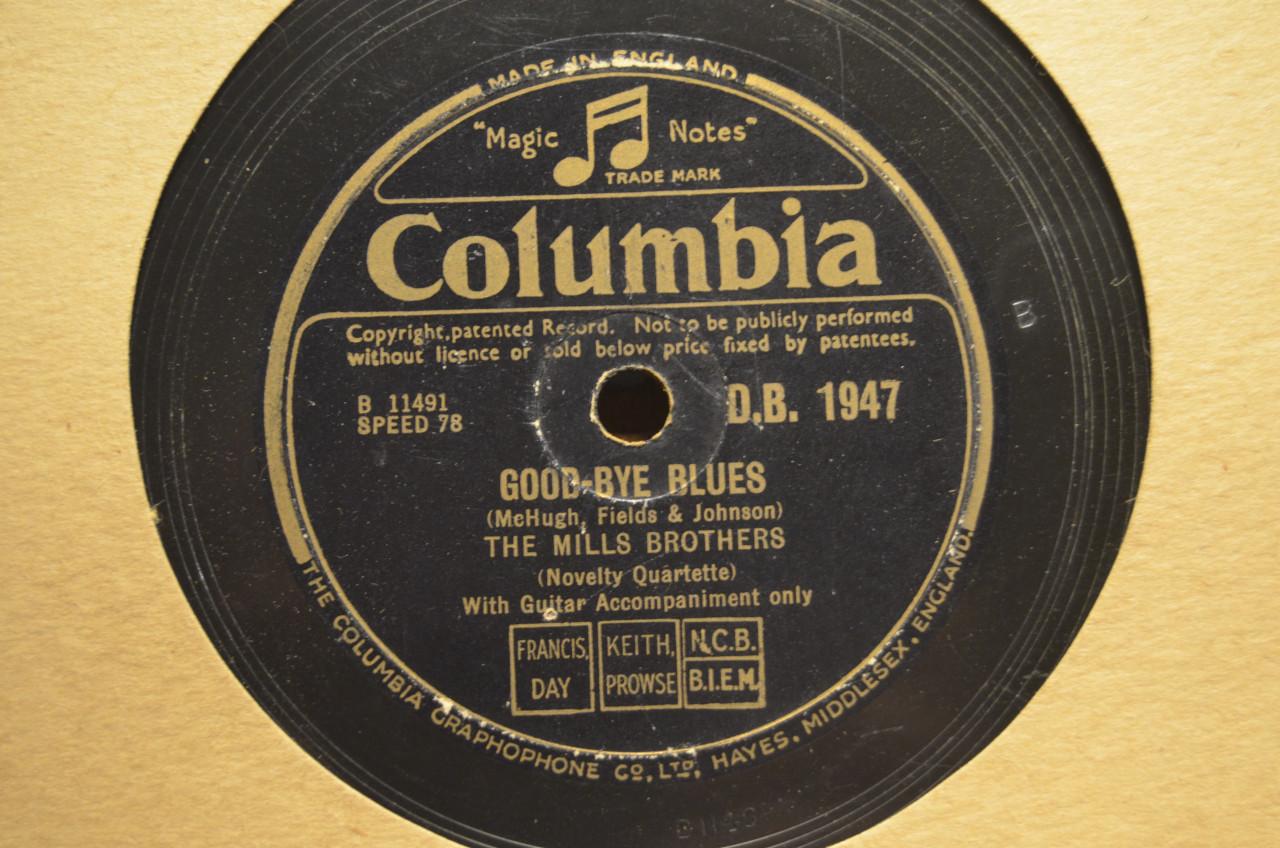 MADE IN ENGLAND
"Magic Notes"
TRADE MARK
Columbia
Copyright, patented Record. Not to be publicly performed
without licence or sold below price fixed by patentees.
B 11491
SPEED 78
D.B. 1947
GOOD-BYE BLUES
(McHugh, Fields & Johnson)
THE MILLS BROTHERS
(Novelty Quartette)
With Guitar Accompaniment only
FRANCIS,
DAY
KEITH,
PROWSE
N.C.B.
B.I.E.M.
THE COLUMBIA GRAPHOPHONE CO, LTD, HAYES, MIDDLESEX, ENGLAND.
B